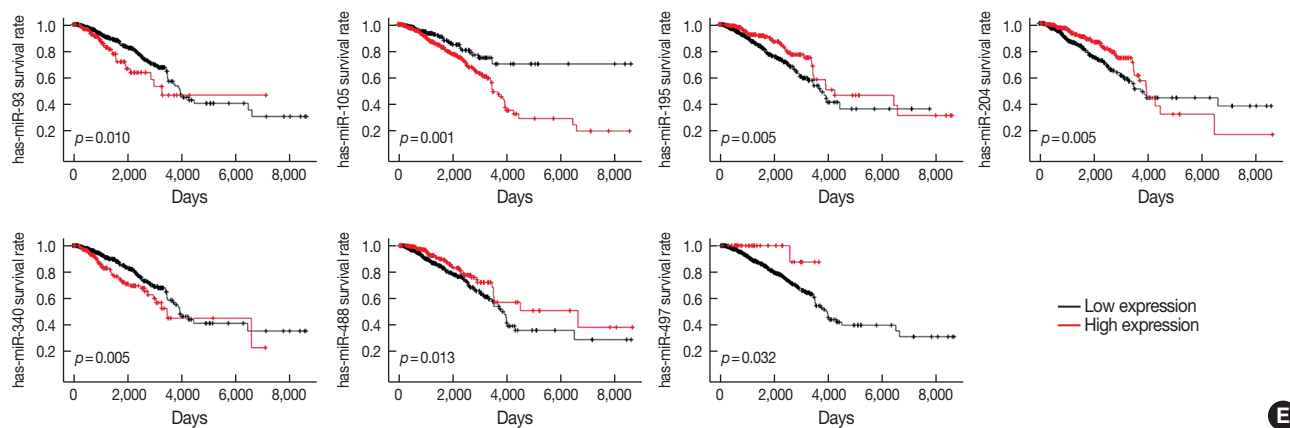 has-miR-93 survival rate
1.0
0.8
0.6
0.4
0.2
p=0.010
0 2,000 4,000 6,000 8,000
Days
has-miR-105 survival rate
1.0
0.8
0.6
0.4
0.2
p=0.001
0 2,000 4,000 6,000 8,000
Days
has-miR-195 survival rate
1.0
0.8
0.6
0.4
0.2
p=0.005
0 2,000 4,000 6,000 8,000
Days
has-miR-204 survival rate
1.0
0.8
0.6
0.4
0.2
p=0.005
0 2,000 4,000 6,000 8,000
Days
has-miR-340 survival rate
1.0
0.8
0.6
0.4
0.2
p=0.005
0 2,000 4,000 6,000 8,000
Days
has-miR-488 survival rate
1.0
0.8
0.6
0.4
0.2
p=0.013
0 2,000 4,000 6,000 8,000
Days
has-miR-497 survival rate
1.0
0.8
0.6
0.4
0.2
p=0.032
0 2,000 4,000 6,000 8,000
Days
Low expression
High expression
E